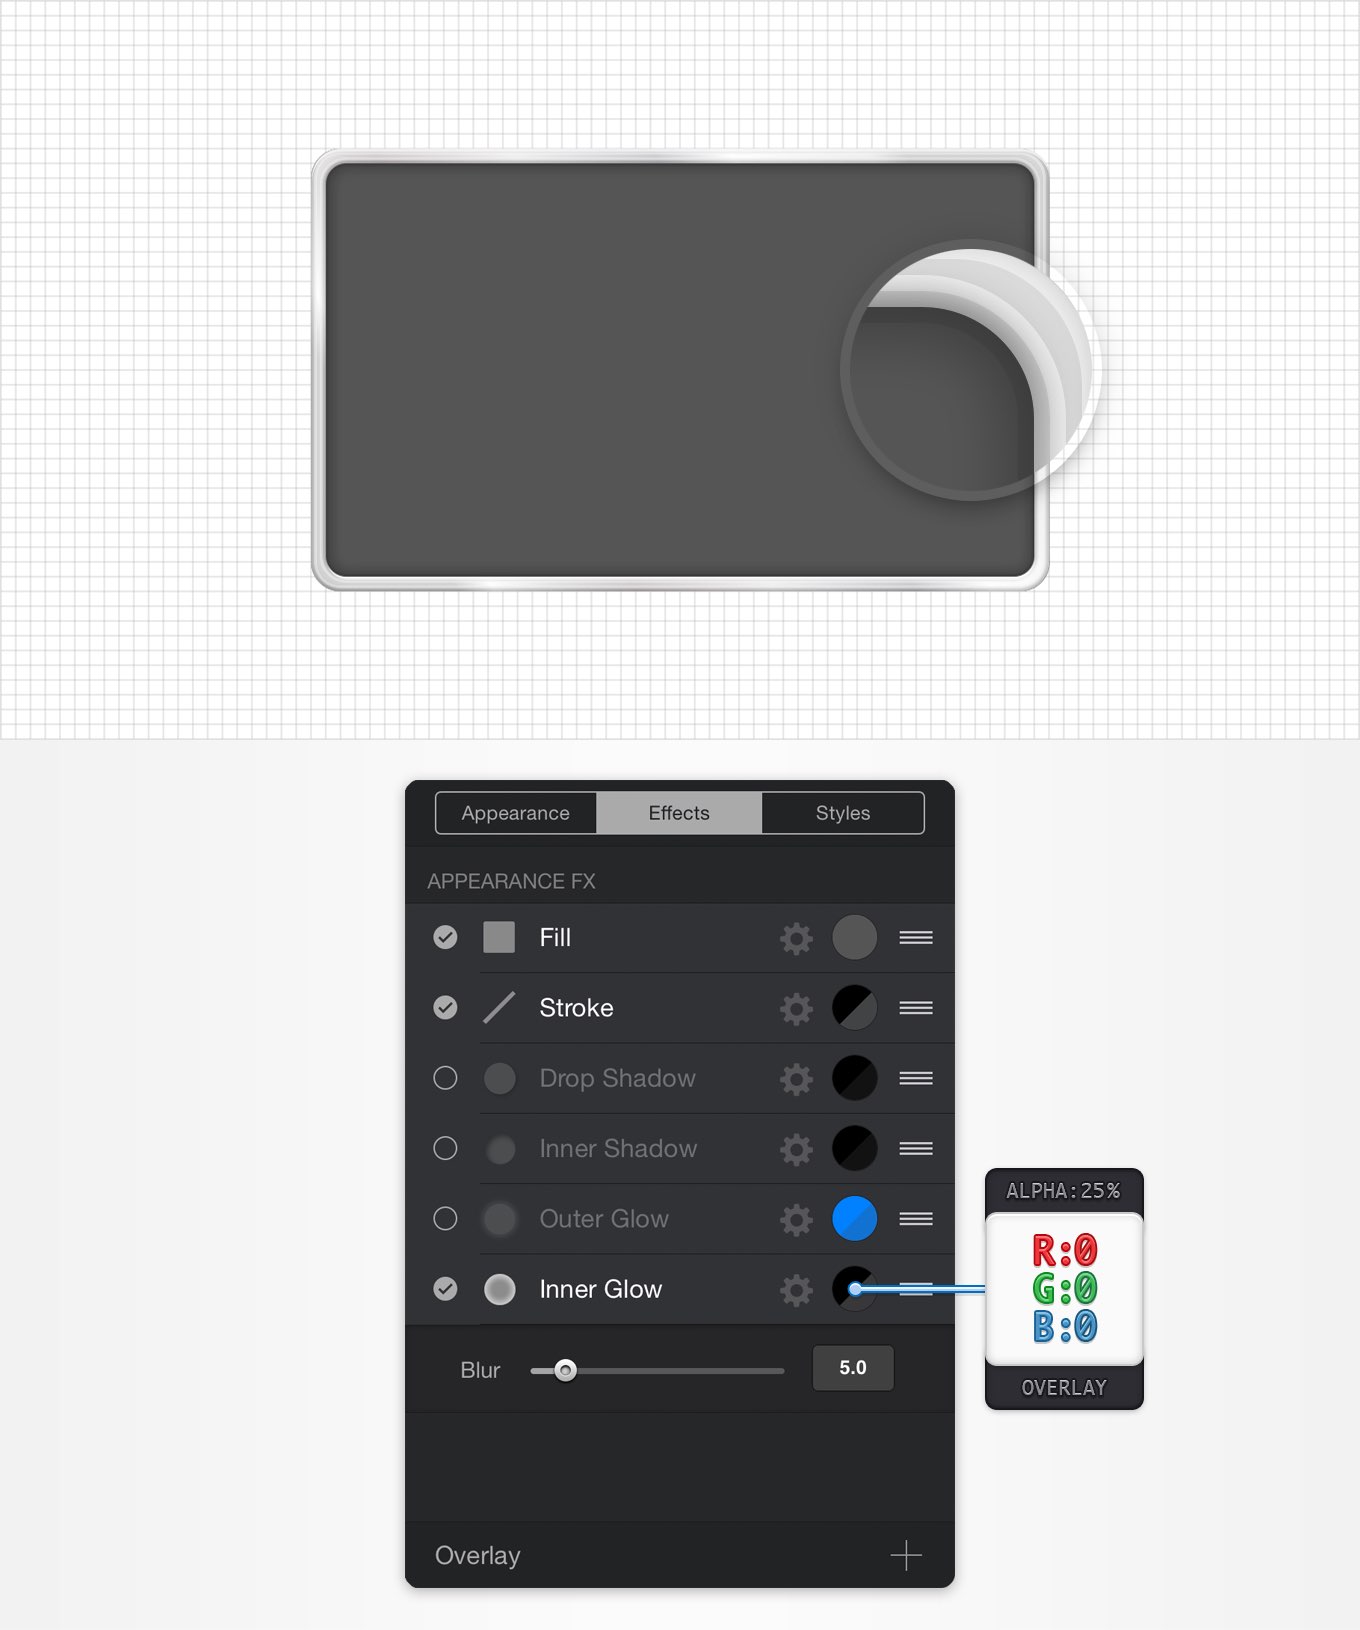 Appearance
Effects
Styles
APPEARANCE FX
Fill
Stroke
Drop Shadow
Inner Shadow
Outer Glow
Inner Glow
Blur
5.0
Overlay
ALPHA:25%
R:0
G:0
B:0
OVERLAY